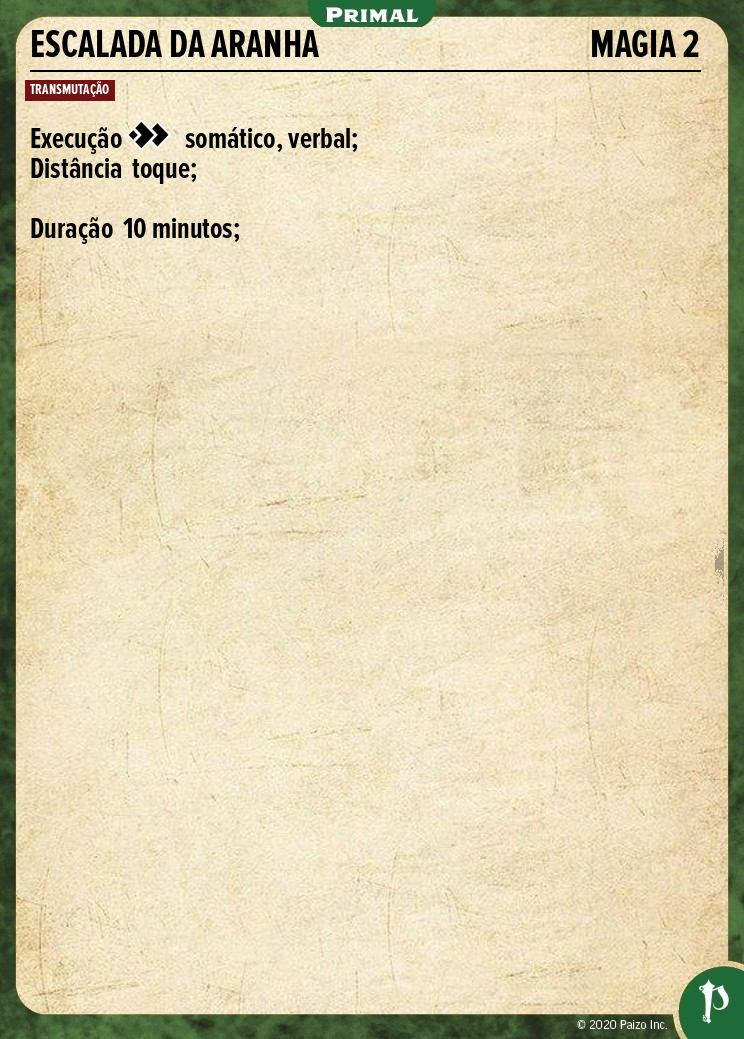 PRIMAL
ESCALADA DA ARANHA MAGIA 2
TRANSMUTAÇÃO
Execução somático, verbal;
Distância toque;
Duração 10 minutos;
© 2020 Paizo Inc.